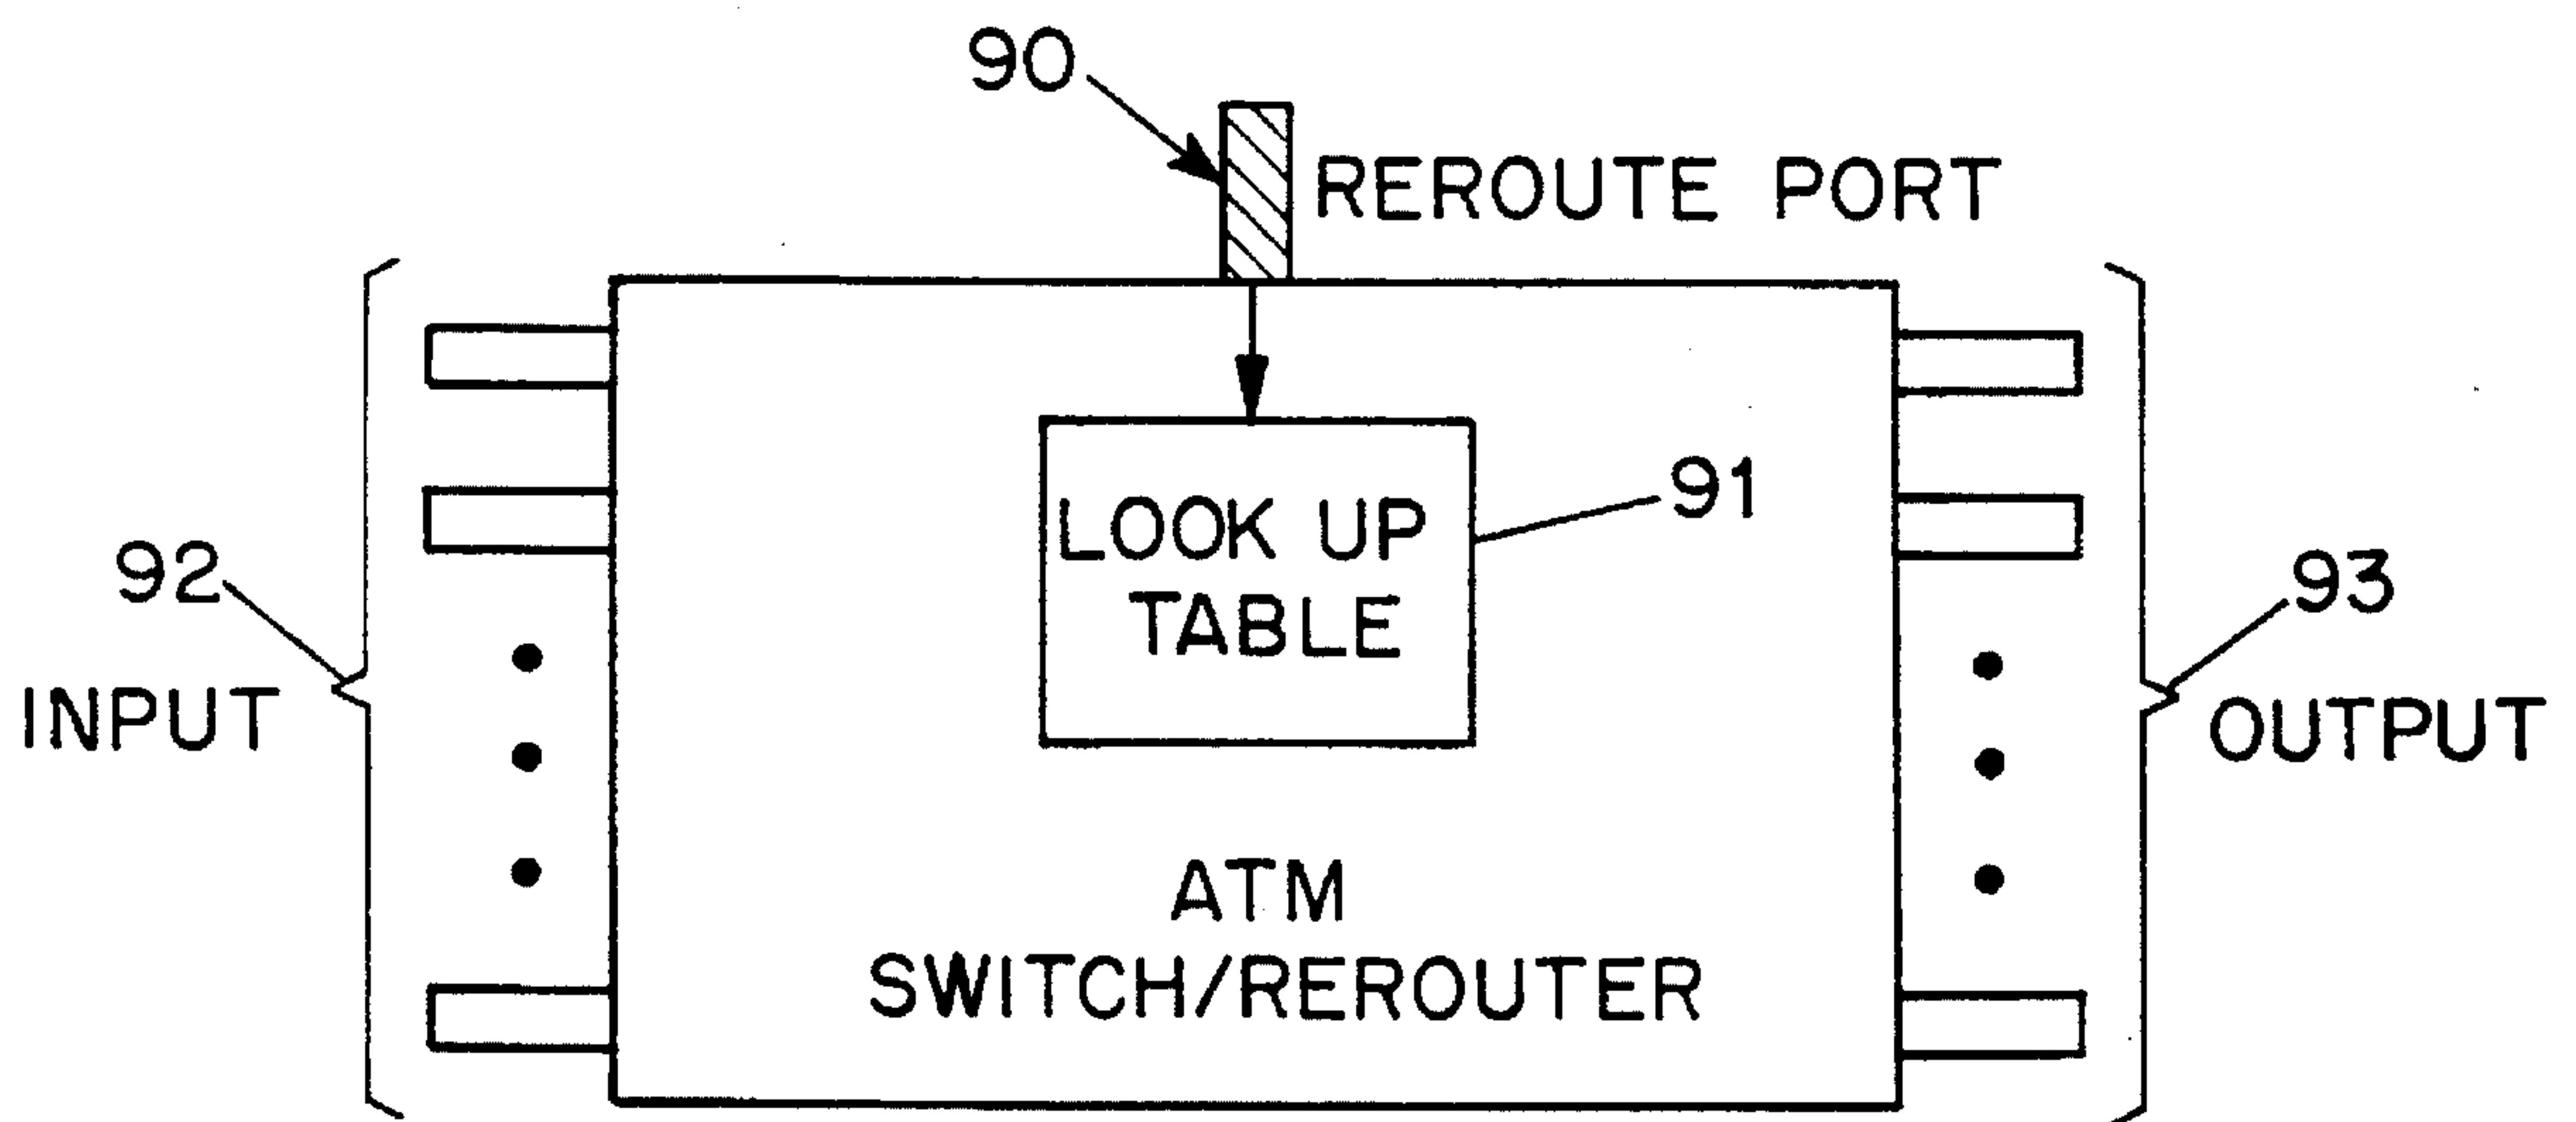 90
REROUTE PORT
LOOK UP
TABLE
91
92
INPUT
93
OUTPUT
ATM
SWITCH/REROUTER